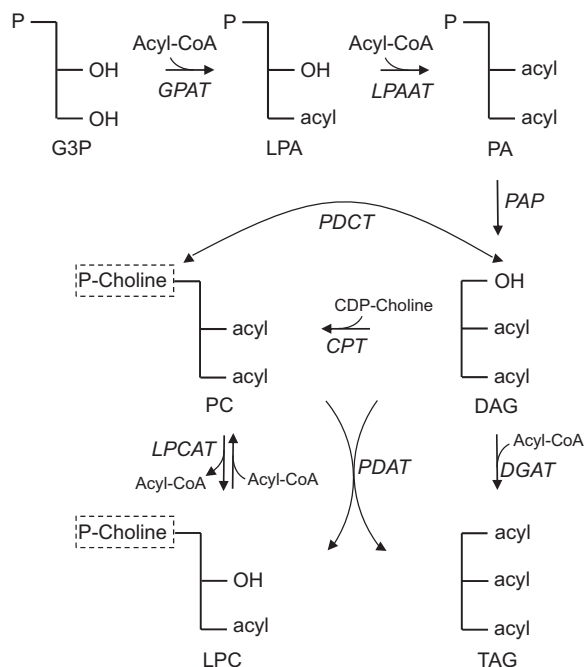 P
P
P
Acyl-CoA
Acyl-CoA
OH
OH
acyl
GPAT
LPAAT
OH
acyl
acyl
G3P
LPA
PA
PAP
PDCT
P-Choline
OH
CDP-Choline
acyl
acyl
CPT
acyl
acyl
PC
DAG
LPCAT
Acyl-CoA
PDAT
DGAT
Acyl-CoA
Acyl-CoA
P-Choline
acyl
OH
acyl
acyl
acyl
LPC
TAG